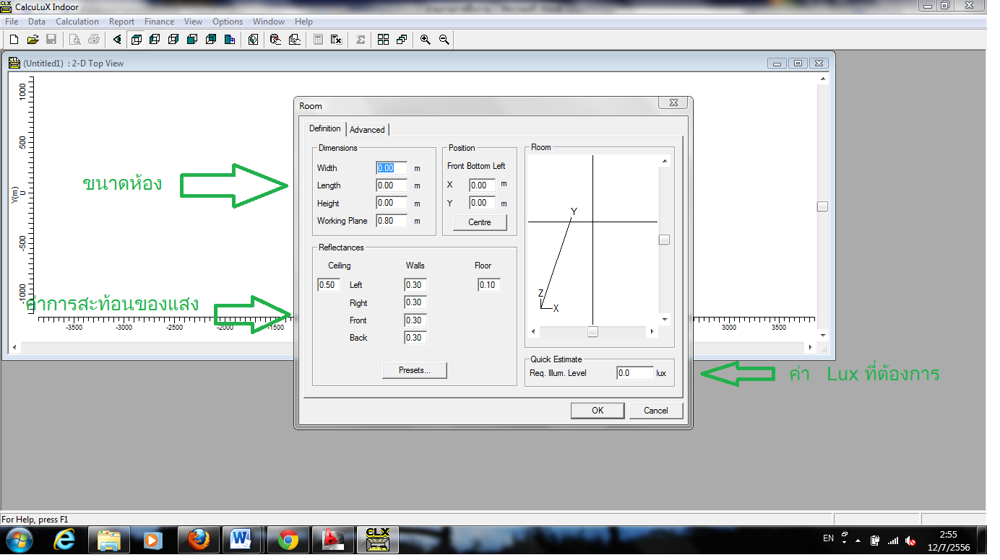 CalcuLuX Indoor
File Data Calculation Report Finance View Options Window Help
(Untitled1) : 2-D Top View
Room
Definition Advanced
Dimensions
Width 0.00 m
Length 0.00 m
Height 0.00 m
Working Plane 0.80 m
Position
Front Bottom Left
X 0.00 m
Y 0.00 m
Centre
Room
Y
Z
X
Reflectances
Ceiling Walls Floor
0.50 Left 0.30 0.10
Right 0.30
Front 0.30
Back 0.30
Presets...
Quick Estimate
Req. Illum. Level 0.0 lux
OK Cancel
ขนาดห้อง
ค่าการสะท้อนของแสง
ค่า Lux ที่ต้องการ
Y(m)
1000
500
0
-500
-1000
-3500 -3000 -2500 -2000 -1500 3000 3500
For Help, press F1
CLX
EN
2:55
12/7/2556